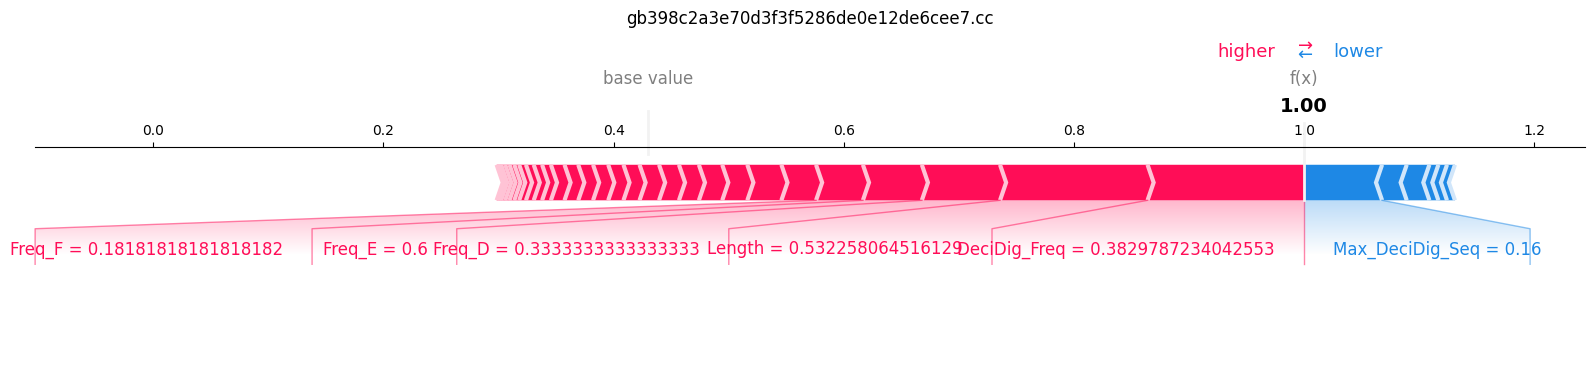 gb398c2a3e70d3f3f5286de0e12de6cee7.cc
higher ⇄ lower
base value f(x)
1.00
0.0 0.2 0.4 0.6 0.8 1 0 1.2
Freq_F = 0.18181818181818182 Freq_E = 0.6 Freq_D = 0.3333333333333333 Length = 0.532258064516129 DeciDig_Freq = 0.3829787234042553 Max_DeciDig_Seq = 0.16